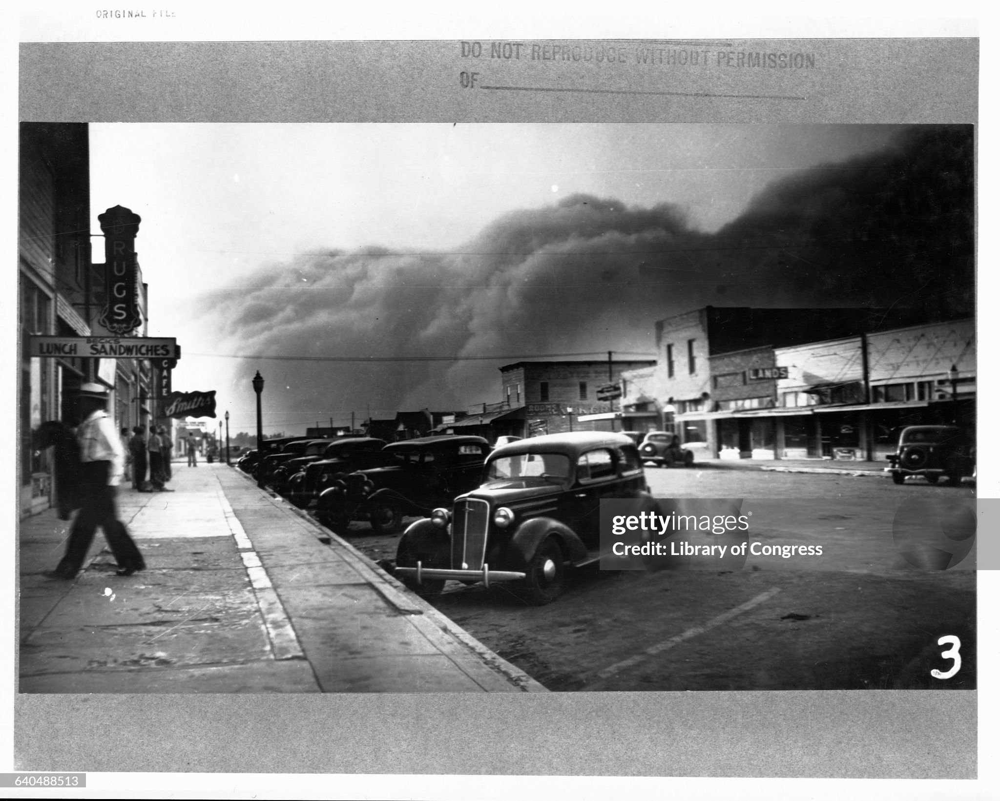 ORIGINAL FILE
DO NOT REPRODUCE WITHOUT PERMISSION
OF
DRUGS
BECK'S
LUNCH SANDWICHES
CAFE
Smith's
LANDS
ROOMS
gettyimages®
Credit: Library of Congress
3
640488513